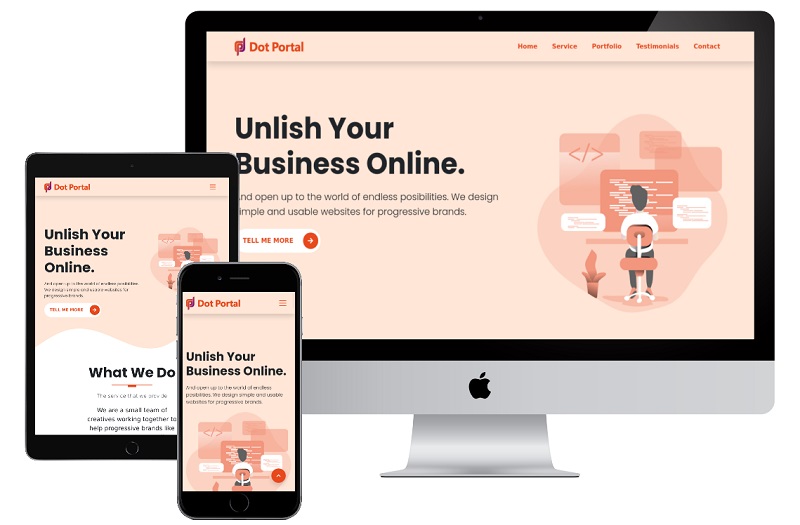 Dot Portal
Home Service Portfolio Testimonials Contact
Unlish Your
Business Online.
And open up to the world of endless posibilities. We design
simple and usable websites for progressive brands.
TELL ME MORE
</>
Dot Portal
Unlish Your
Business
Online.
And open up to the world of endless posibilities.
We design simple and usable websites for
progressive brands.
TELL ME MORE
What We Do
The service that we provide
We are a small team of
creatives working together to
help progressive brands like
Dot Portal
Unlish Your
Business Online.
And open up to the world of endless
posibilities. We design simple and usable
websites for progressive brands.
</>